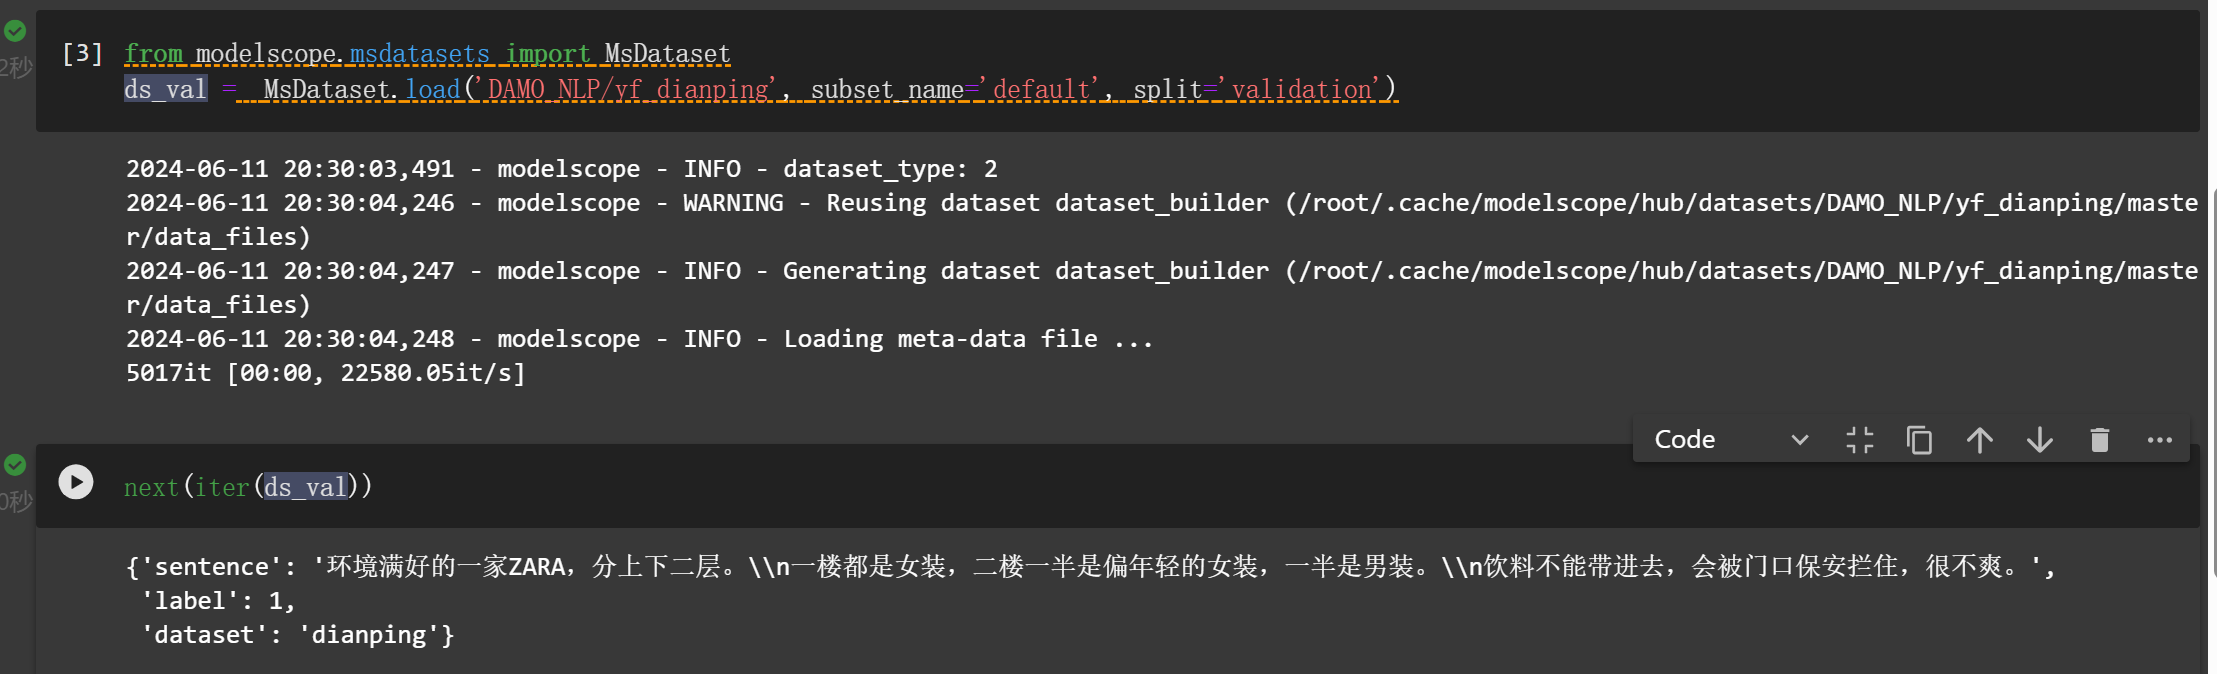 [3] from modelscope.msdatasets import MsDataset
2秒
ds_val =  MsDataset.load('DAMO_NLP/yf_dianping', subset_name='default', split='validation')
2024-06-11 20:30:03,491 - modelscope - INFO - dataset_type: 2
2024-06-11 20:30:04,246 - modelscope - WARNING - Reusing dataset dataset_builder (/root/.cache/modelscope/hub/datasets/DAMO_NLP/yf_dianping/maste
r/data_files)
2024-06-11 20:30:04,247 - modelscope - INFO - Generating dataset dataset_builder (/root/.cache/modelscope/hub/datasets/DAMO_NLP/yf_dianping/maste
r/data_files)
2024-06-11 20:30:04,248 - modelscope - INFO - Loading meta-data file ...
5017it [00:00, 22580.05it/s]
Code
next(iter(ds_val))
0秒
{'sentence': '环境满好的一家ZARA，分上下二层。\\n一楼都是女装，二楼一半是偏年轻的女装，一半是男装。\\n饮料不能带进去，会被门口保安拦住，很不爽。',
'label': 1,
'dataset': 'dianping'}